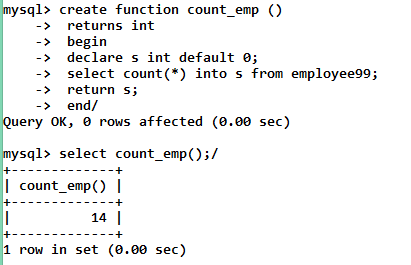 mysql> create function count_emp ()
    -> returns int
    -> begin
    -> declare s int default 0;
    -> select count(*) into s from employee99;
    -> return s;
    -> end/
Query OK, 0 rows affected (0.00 sec)

mysql> select count_emp();/
+-------------+
| count_emp() |
+-------------+
|          14 |
+-------------+
1 row in set (0.00 sec)